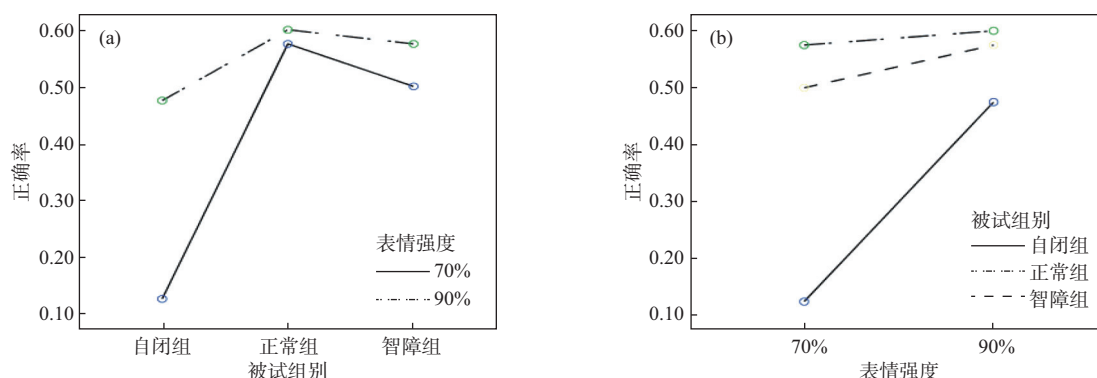 (a)
正确率
0.60
0.50
0.40
0.30
0.20
0.10
表情强度
70%
90%
自闭组 正常组 智障组
被试组别
(b)
正确率
0.60
0.50
0.40
0.30
0.20
0.10
被试组别
自闭组
正常组
智障组
70% 90%
表情强度